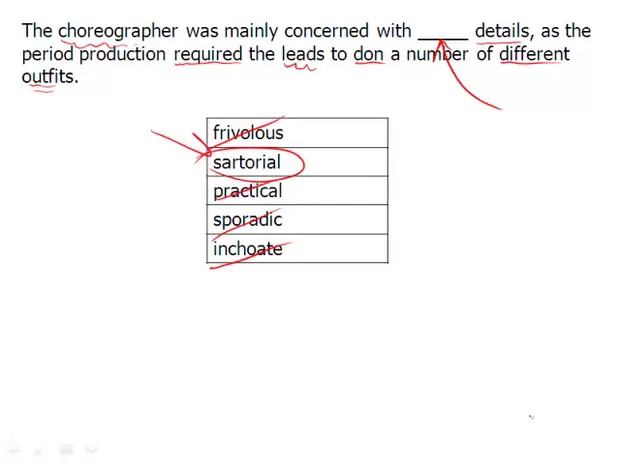 The choreographer was mainly concerned with _____ details, as the
period production required the leads to don a number of different
outfits.
frivolous
sartorial
practical
sporadic
inchoate